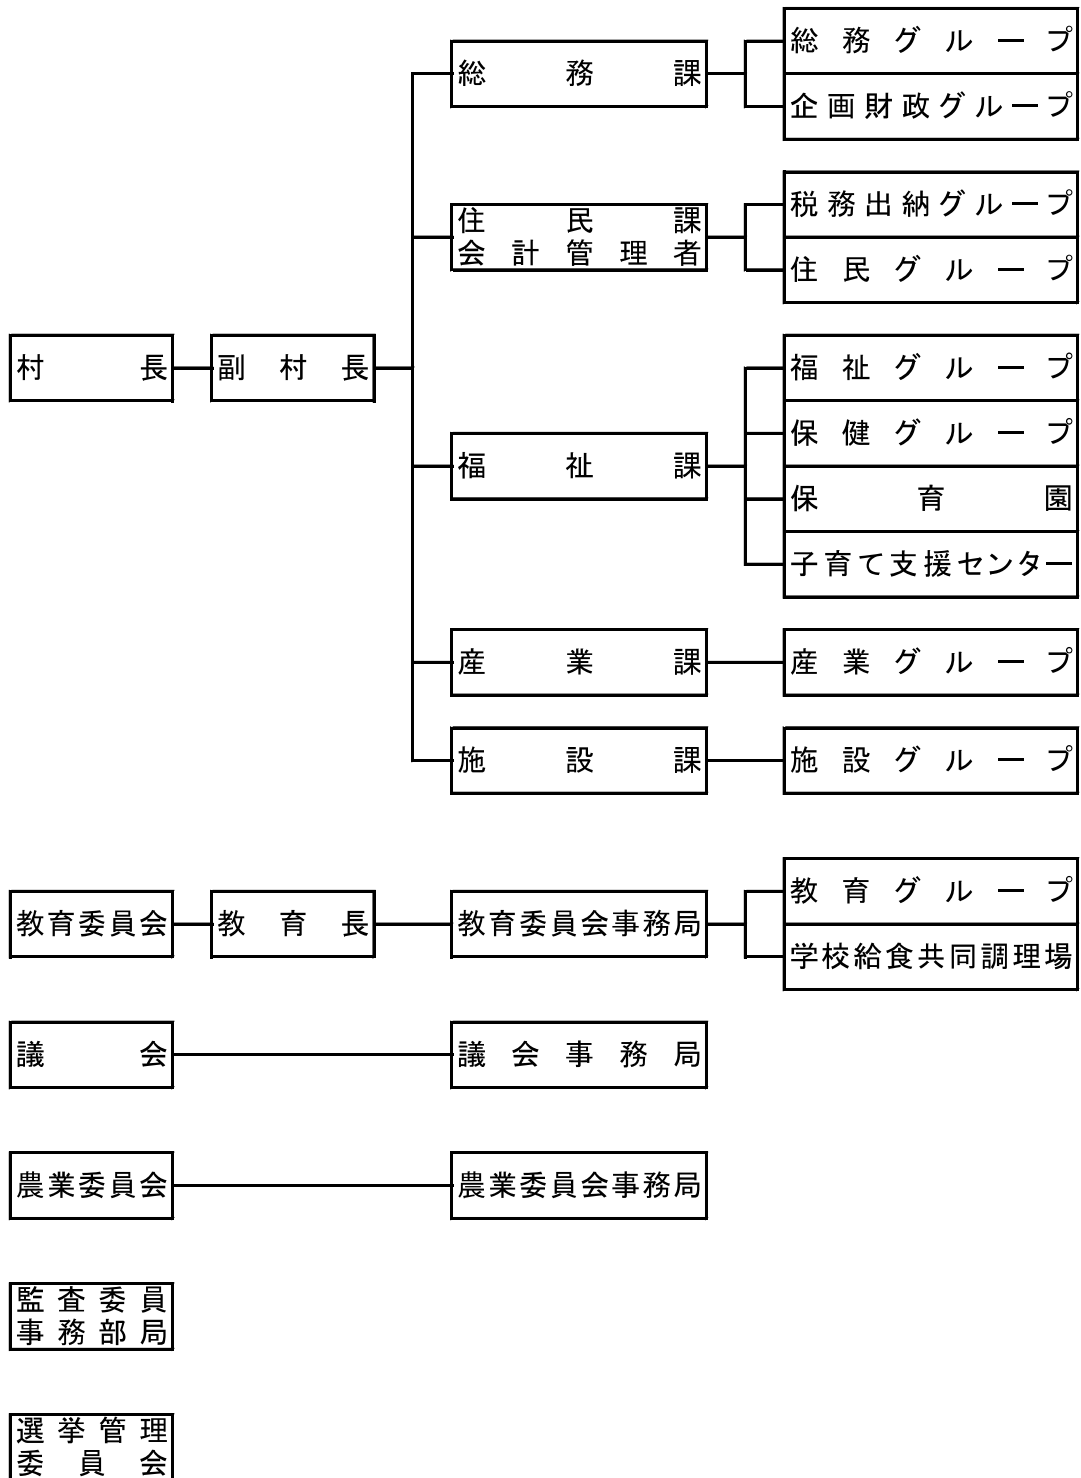 総務グループ
総務課
企画財政グループ
税務出納グループ
住民課
会計管理者
住民グループ
村長
副村長
福祉グループ
保健グループ
福祉課
保育園
子育て支援センター
産業課
産業グループ
施設課
施設グループ
教育グループ
教育委員会
教育長
教育委員会事務局
学校給食共同調理場
議会
議会事務局
農業委員会
農業委員会事務局
監査委員
事務部局
選挙管理
委員会